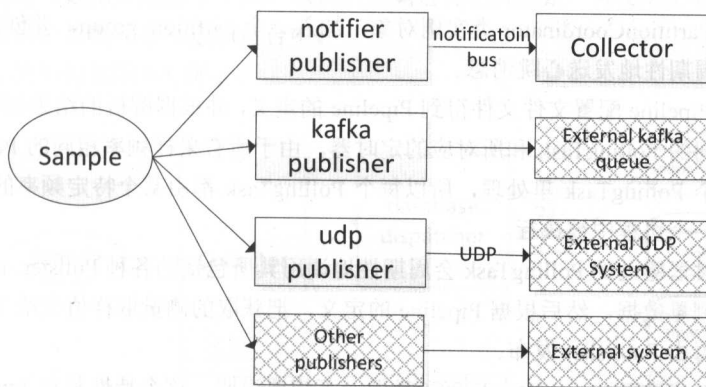 notifier
publisher
notificatoin
bus
Collector
kafka
publisher
External kafka
queue
Sample
udp
publisher
UDP
External UDP
System
Other
publishers
External system